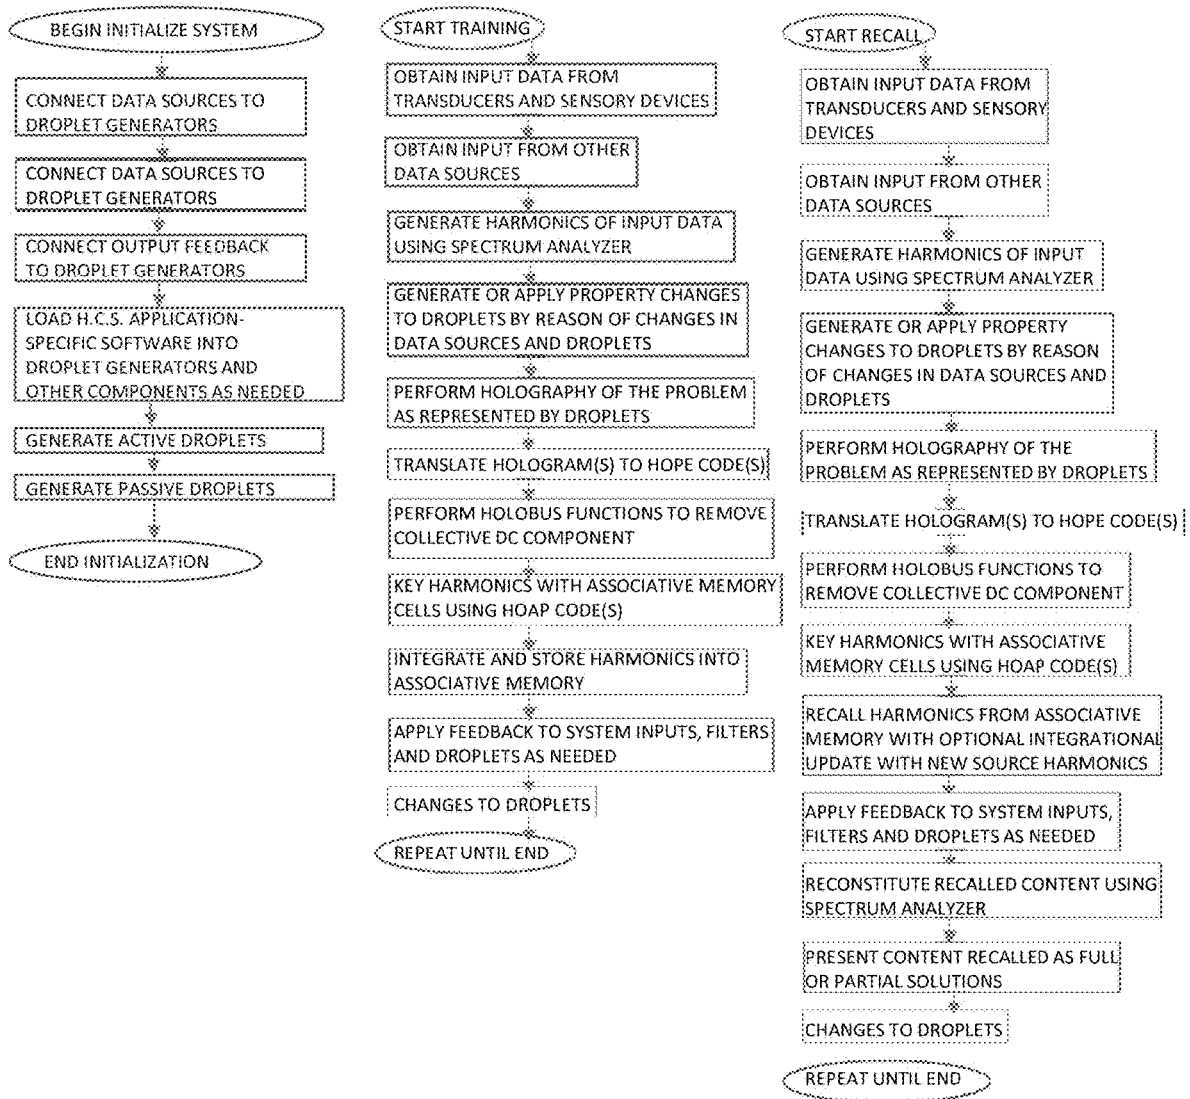 BEGIN INITIALIZE SYSTEM
CONNECT DATA SOURCES TO
DROPLET GENERATORS
CONNECT DATA SOURCES TO
DROPLET GENERATORS
CONNECT OUTPUT FEEDBACK
TO DROPLET GENERATORS
LOAD H.C.S. APPLICATION-
SPECIFIC SOFTWARE INTO
DROPLET GENERATORS AND
OTHER COMPONENTS AS NEEDED
GENERATE ACTIVE DROPLETS
GENERATE PASSIVE DROPLETS
END INITIALIZATION
START TRAINING
OBTAIN INPUT DATA FROM
TRANSDUCERS AND SENSORY DEVICES
OBTAIN INPUT FROM OTHER
DATA SOURCES
GENERATE HARMONICS OF INPUT DATA
USING SPECTRUM ANALYZER
GENERATE OR APPLY PROPERTY CHANGES
TO DROPLETS BY REASON OF CHANGES IN
DATA SOURCES AND DROPLETS
PERFORM HOLOGRAPHY OF THE PROBLEM
AS REPRESENTED BY DROPLETS
TRANSLATE HOLOGRAM(S) TO HOPE CODE(S)
PERFORM HOLOBUS FUNCTIONS TO REMOVE
COLLECTIVE DC COMPONENT
KEY HARMONICS WITH ASSOCIATIVE MEMORY
CELLS USING HOAP CODE(S)
INTEGRATE AND STORE HARMONICS INTO
ASSOCIATIVE MEMORY
APPLY FEEDBACK TO SYSTEM INPUTS, FILTERS
AND DROPLETS AS NEEDED
CHANGES TO DROPLETS
REPEAT UNTIL END
START RECALL
OBTAIN INPUT DATA FROM
TRANSDUCERS AND SENSORY
DEVICES
OBTAIN INPUT FROM OTHER
DATA SOURCES
GENERATE HARMONICS OF INPUT
DATA USING SPECTRUM ANALYZER
GENERATE OR APPLY PROPERTY
CHANGES TO DROPLETS BY REASON
OF CHANGES IN DATA SOURCES AND
DROPLETS
PERFORM HOLOGRAPHY OF THE
PROBLEM AS REPRESENTED BY DROPLETS
TRANSLATE HOLOGRAM(S) TO HOPE CODE(S)
PERFORM HOLOBUS FUNCTIONS TO
REMOVE COLLECTIVE DC COMPONENT
KEY HARMONICS WITH ASSOCIATIVE
MEMORY CELLS USING HOAP CODE(S)
RECALL HARMONICS FROM ASSOCIATIVE
MEMORY WITH OPTIONAL INTEGRATIONAL
UPDATE WITH NEW SOURCE HARMONICS
APPLY FEEDBACK TO SYSTEM INPUTS,
FILTERS AND DROPLETS AS NEEDED
RECONSTITUTE RECALLED CONTENT USING
SPECTRUM ANALYZER
PRESENT CONTENT RECALLED AS FULL
OR PARTIAL SOLUTIONS
CHANGES TO DROPLETS
REPEAT UNTIL END